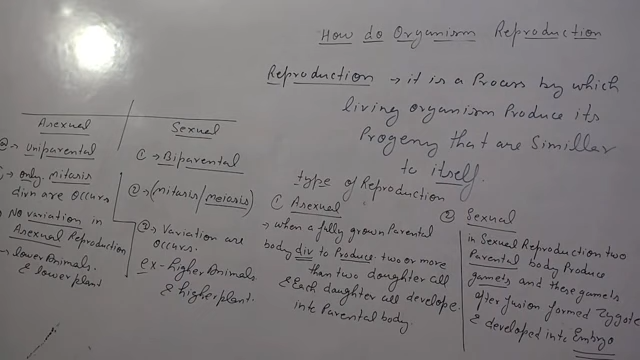 How do Organism Reproduction
Reproduction → it is a Process by which
living organism Produce its
Progeny that are Simillar
to itself.
Asexual
Uniparental
only mitosis
divn are occurs
No variation in
Asexual Reproduction
→ lower Animals
& lower plant
Sexual
① → Biparental
② → (mitosis/meiosis)
③ → Variation are
occurs.
Ex - higher Animals
& higher plant.
type of Reproduction
① Asexual
→ when a fully grown Parental
body div to Produce two or more
than two daughter cell
& Each daughter cell develope
into Parental body.
② Sexual
in Sexual Reproduction two
Parental body Produce
gamets and these gamets
after fusion formed Zygote
& developed into Embryo